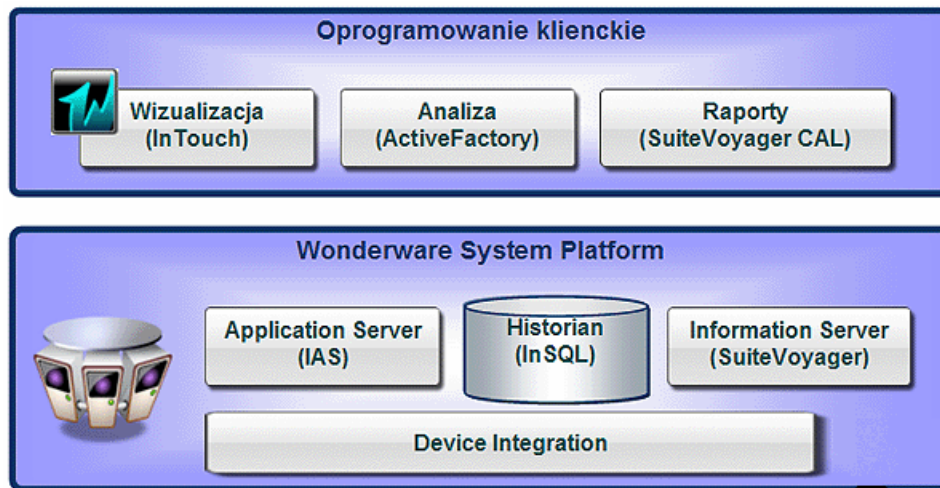 Oprogramowanie klienckie
Wizualizacja
(InTouch)
Analiza
(ActiveFactory)
Raporty
(SuiteVoyager CAL)
Wonderware System Platform
Application Server
(IAS)
Historian
(InSQL)
Information Server
(SuiteVoyager)
Device Integration